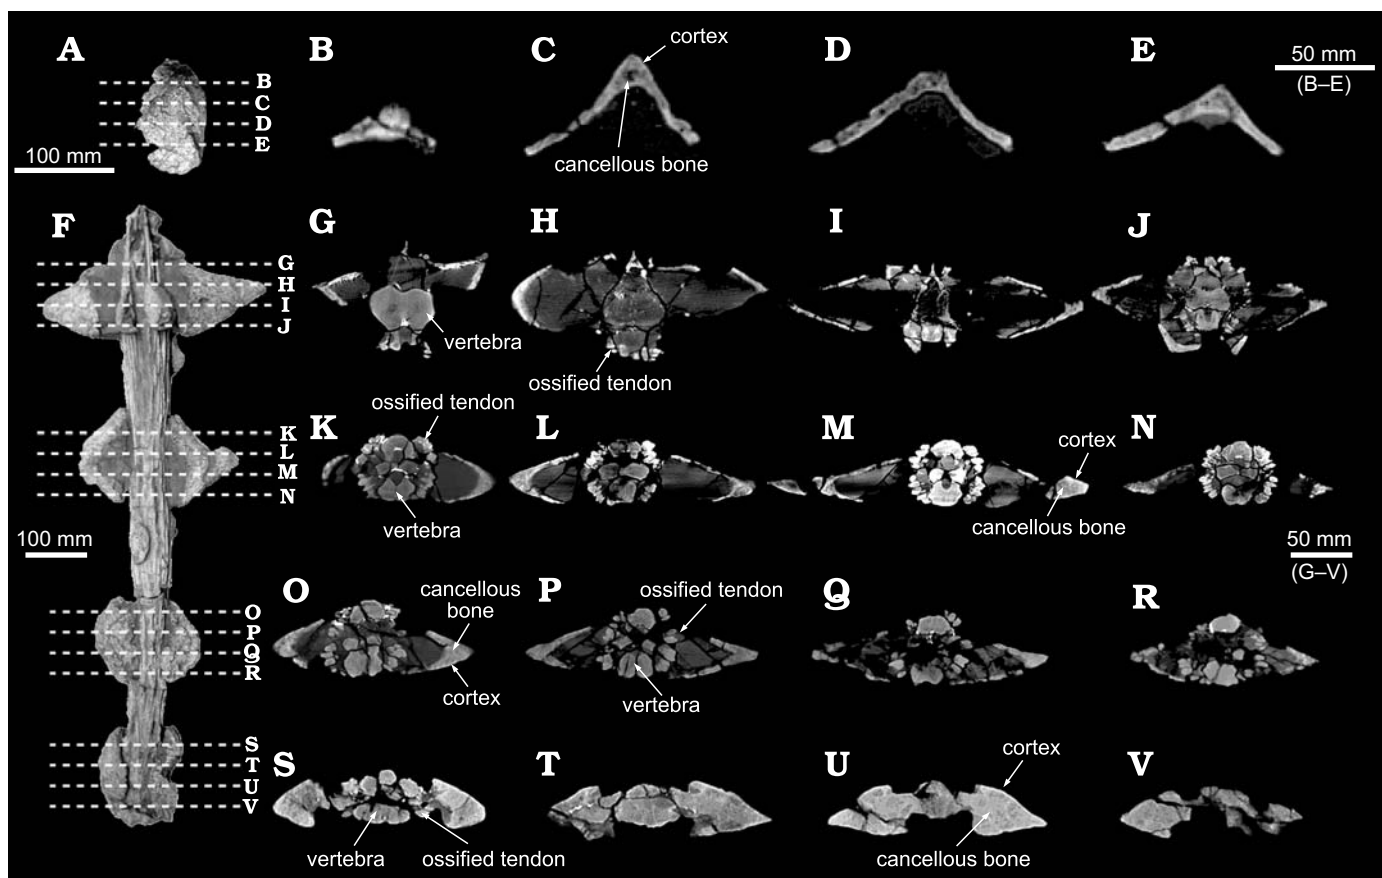 A
B
C
D
E
100 mm
B
C
cortex
cancellous bone
D
E
50 mm
(B–E)
F
G
H
I
J
K
L
M
N
100 mm
O
P
Q
R
S
T
U
V
G
vertebra
H
ossified tendon
I
J
ossified tendon
K
vertebra
L
M
cortex
cancellous bone
N
50 mm
(G–V)
O
cancellous
bone
cortex
P
ossified tendon
vertebra
Q
R
S
vertebra
ossified tendon
T
U
cortex
cancellous bone
V